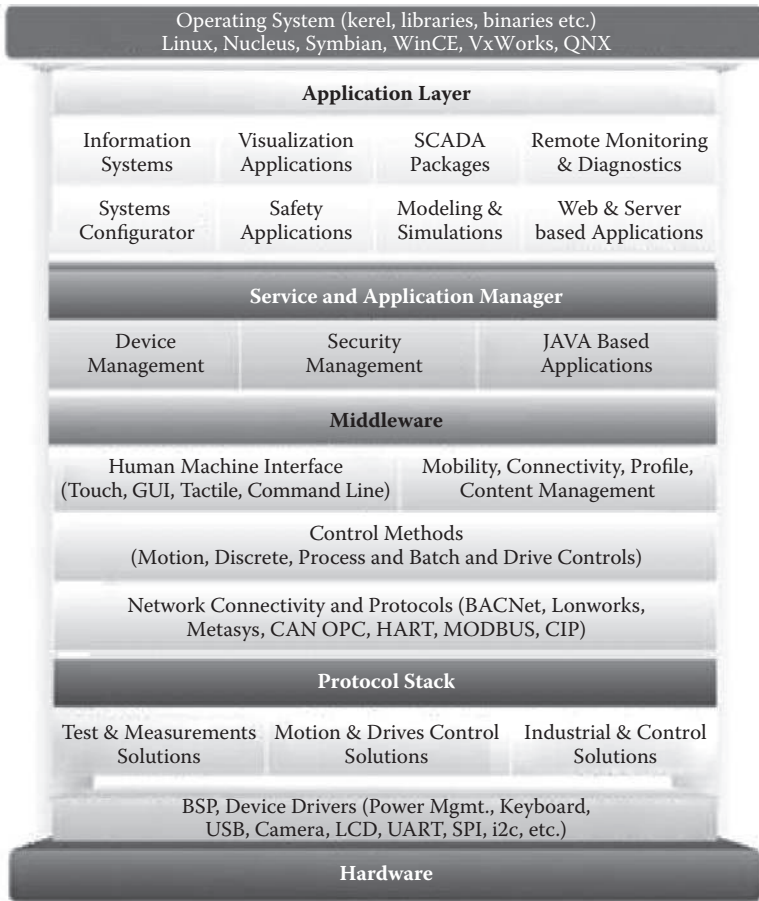 Operating System (kerel, libraries, binaries etc.)
Linux, Nucleus, Symbian, WinCE, VxWorks, QNX
Application Layer
Information
Systems
Visualization
Applications
SCADA
Packages
Remote Monitoring
& Diagnostics
Systems
Configurator
Safety
Applications
Modeling &
Simulations
Web & Server
based Applications
Service and Application Manager
Device
Management
Security
Management
JAVA Based
Applications
Middleware
Human Machine Interface
(Touch, GUI, Tactile, Command Line)
Mobility, Connectivity, Profile,
Content Management
Control Methods
(Motion, Discrete, Process and Batch and Drive Controls)
Network Connectivity and Protocols (BACNet, Lonworks,
Metasys, CAN OPC, HART, MODBUS, CIP)
Protocol Stack
Test & Measurements
Solutions
Motion & Drives Control
Solutions
Industrial & Control
Solutions
BSP, Device Drivers (Power Mgmt., Keyboard,
USB, Camera, LCD, UART, SPI, i2c, etc.)
Hardware